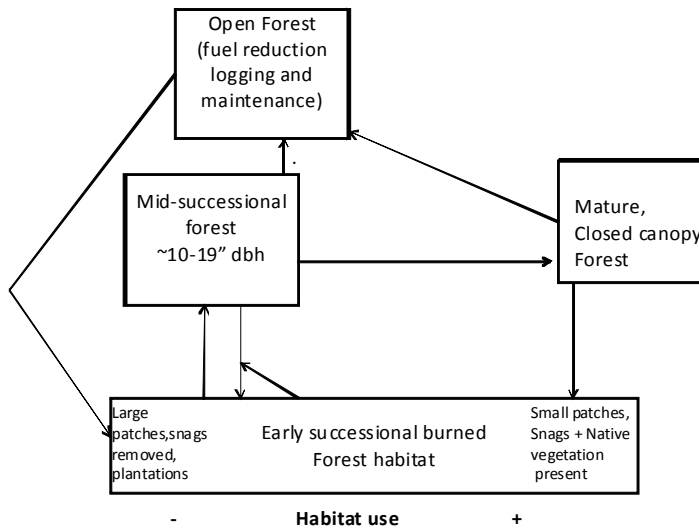 Open Forest
(fuel reduction
logging and
maintenance)
Mid-successional
forest
~10-19” dbh
Mature,
Closed canopy
Forest
Large
patches,snags
removed,
plantations
Early successional burned
Forest habitat
Small patches,
Snags + Native
vegetation
present
- Habitat use +